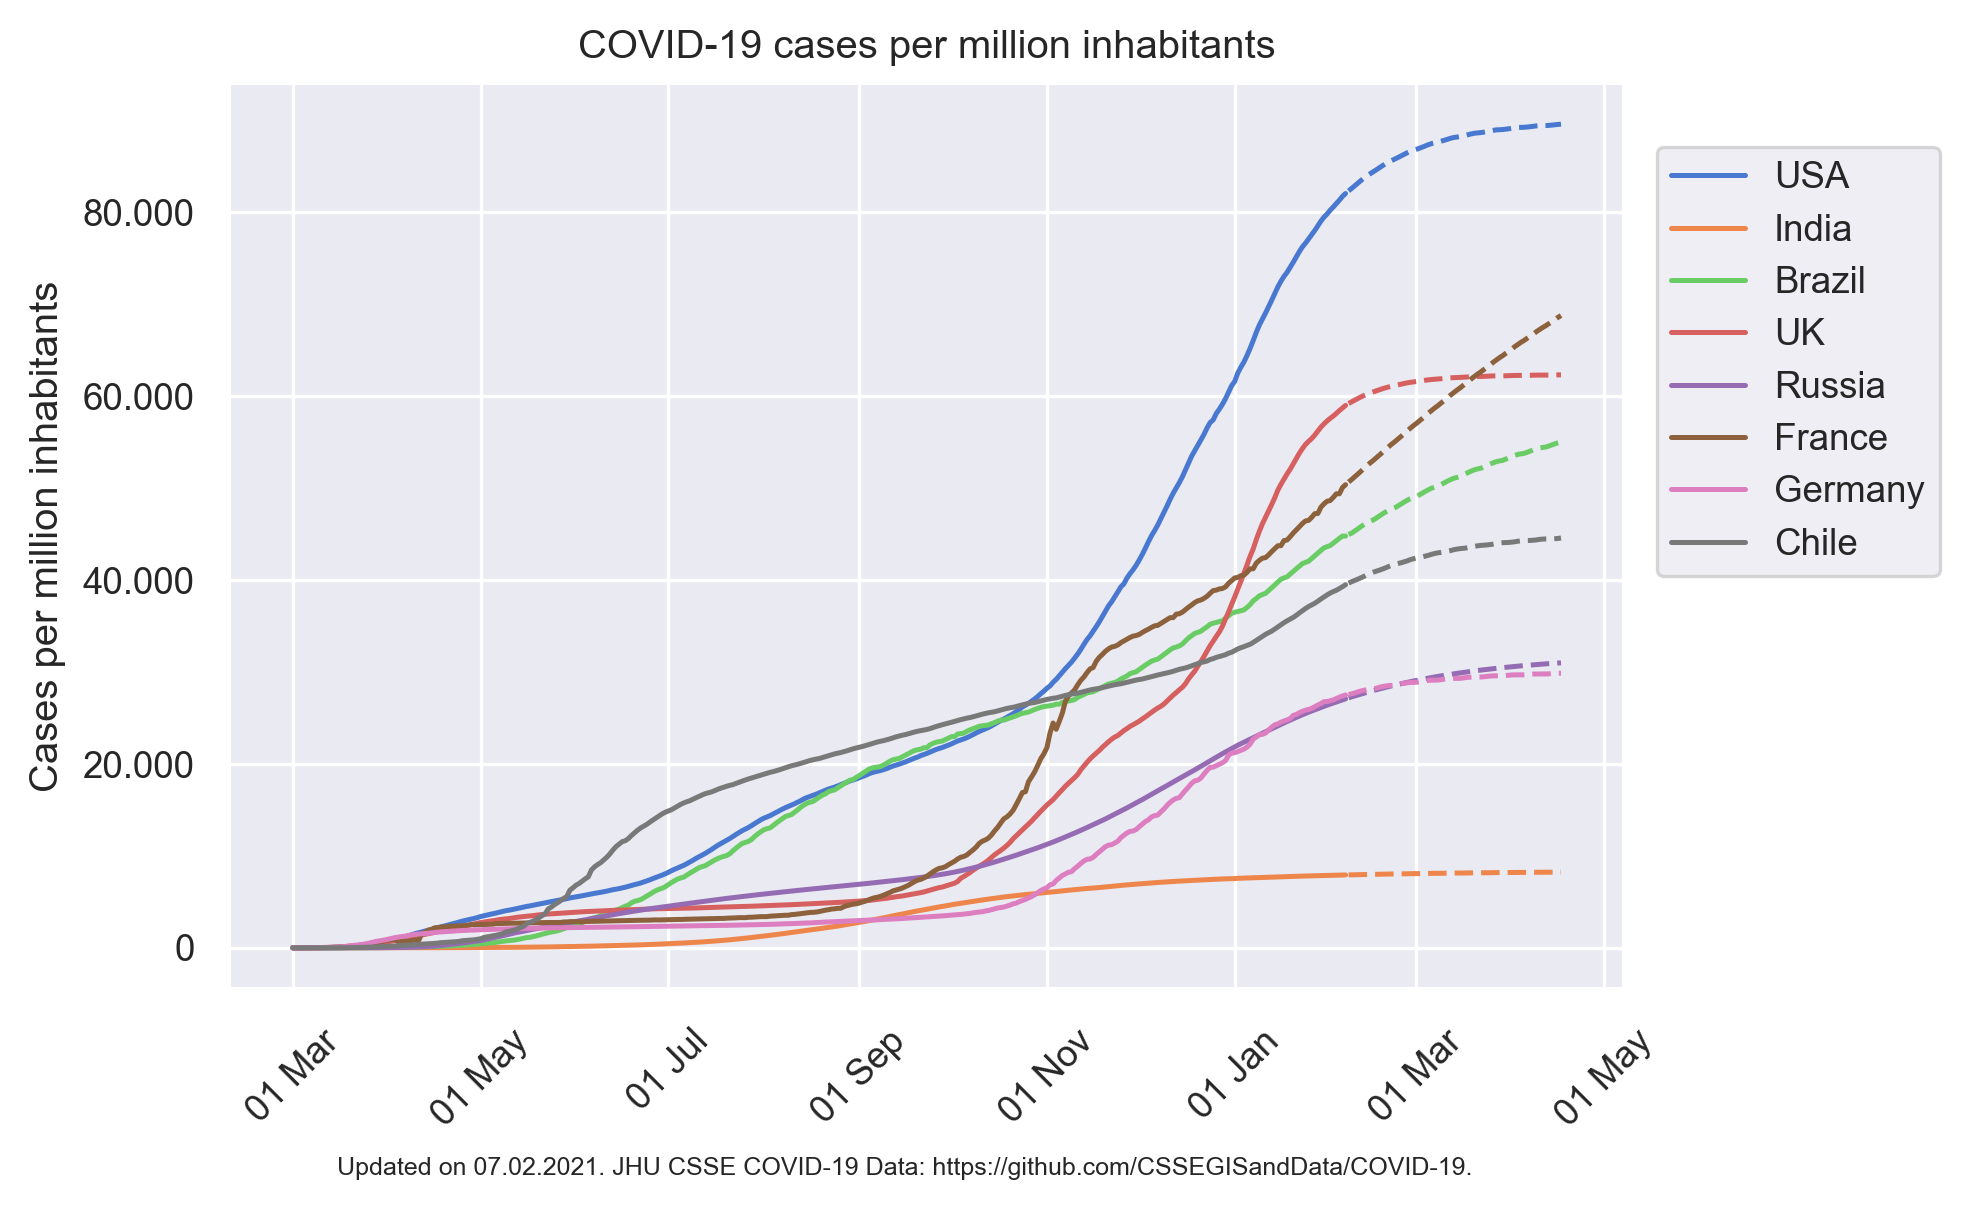 COVID-19 cases per million inhabitants
Cases per million inhabitants
80.000
60.000
40.000
20.000
0
01 Mar
01 May
01 Jul
01 Sep
01 Nov
01 Jan
01 Mar
01 May
USA
India
Brazil
UK
Russia
France
Germany
Chile
Updated on 07.02.2021. JHU CSSE COVID-19 Data: https://github.com/CSSEGISandData/COVID-19.